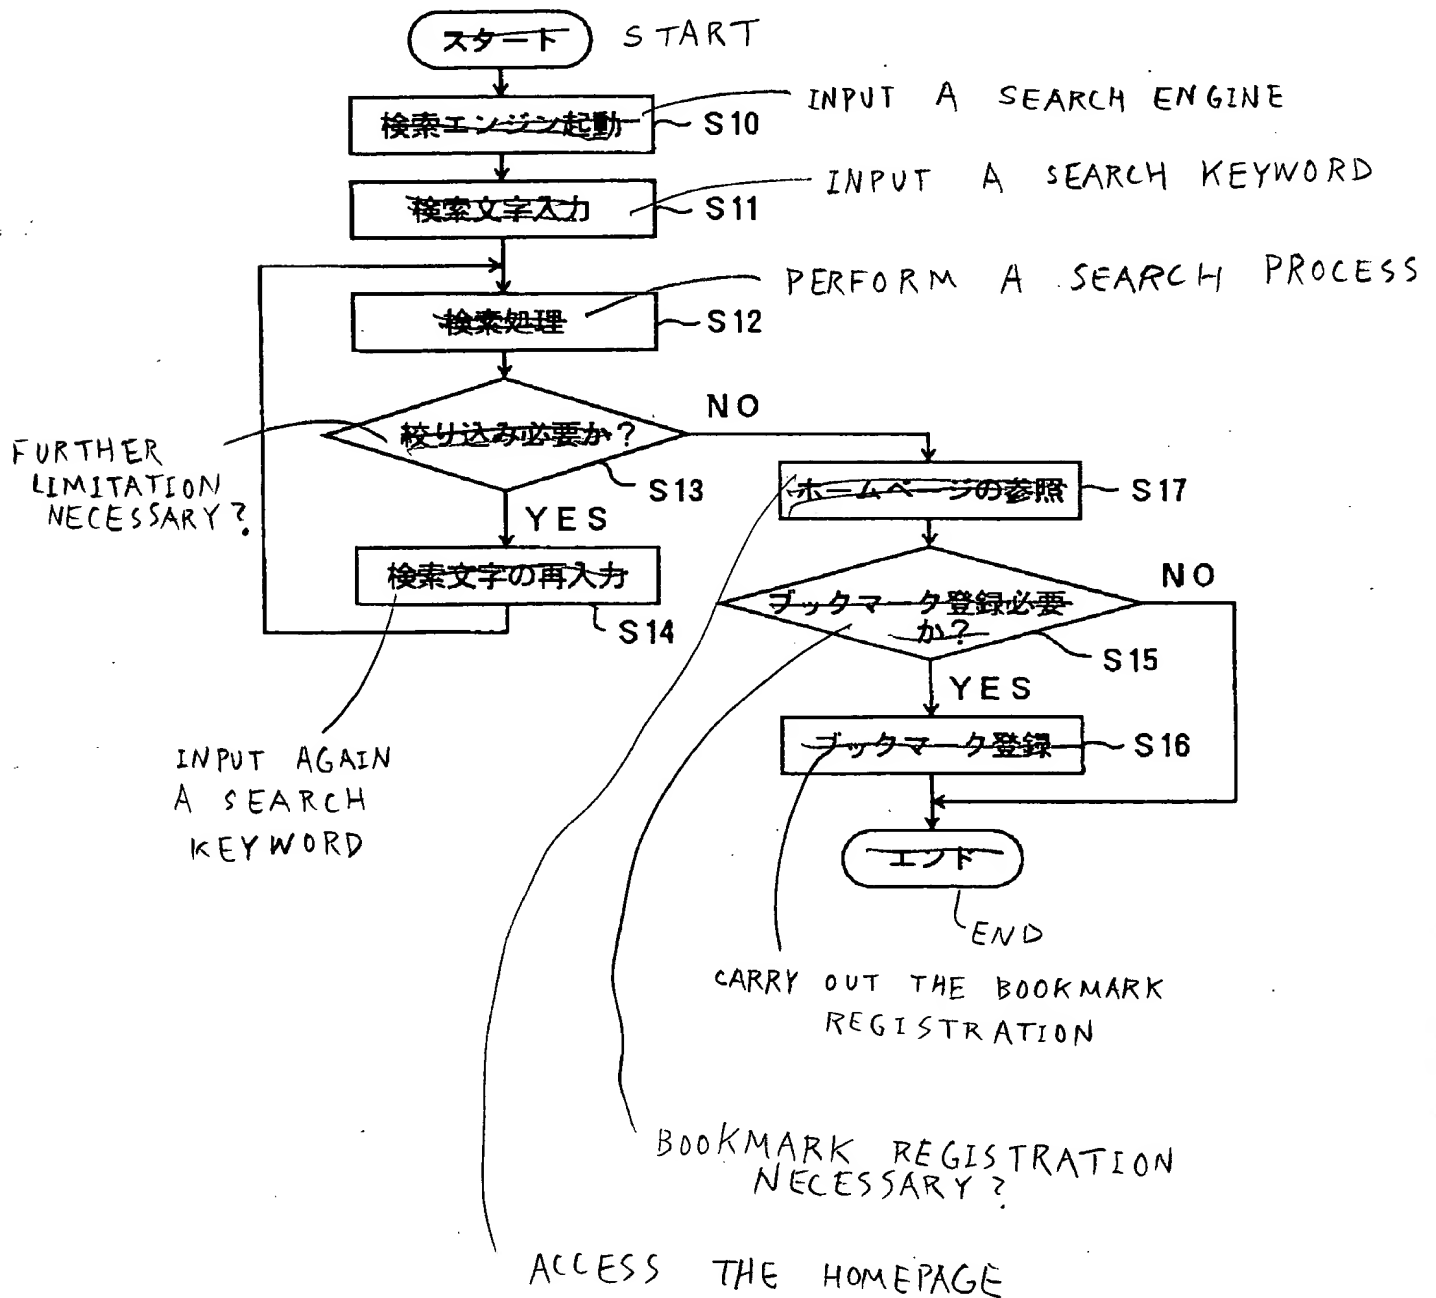 スタート
START
検索エンジン起動
S10
INPUT A SEARCH ENGINE
検索文字入力
S11
INPUT A SEARCH KEYWORD
検索処理
S12
PERFORM A SEARCH PROCESS
絞り込み必要か?
S13
NO
YES
FURTHER
LIMITATION
NECESSARY?
検索文字の再入力
S14
INPUT AGAIN
A SEARCH
KEYWORD
ホームページの参照
S17
ブックマーク登録必要
か?
S15
NO
YES
ブックマーク登録
S16
エンド
END
CARRY OUT THE BOOKMARK
REGISTRATION
BOOKMARK REGISTRATION
NECESSARY?
ACCESS THE HOMEPAGE